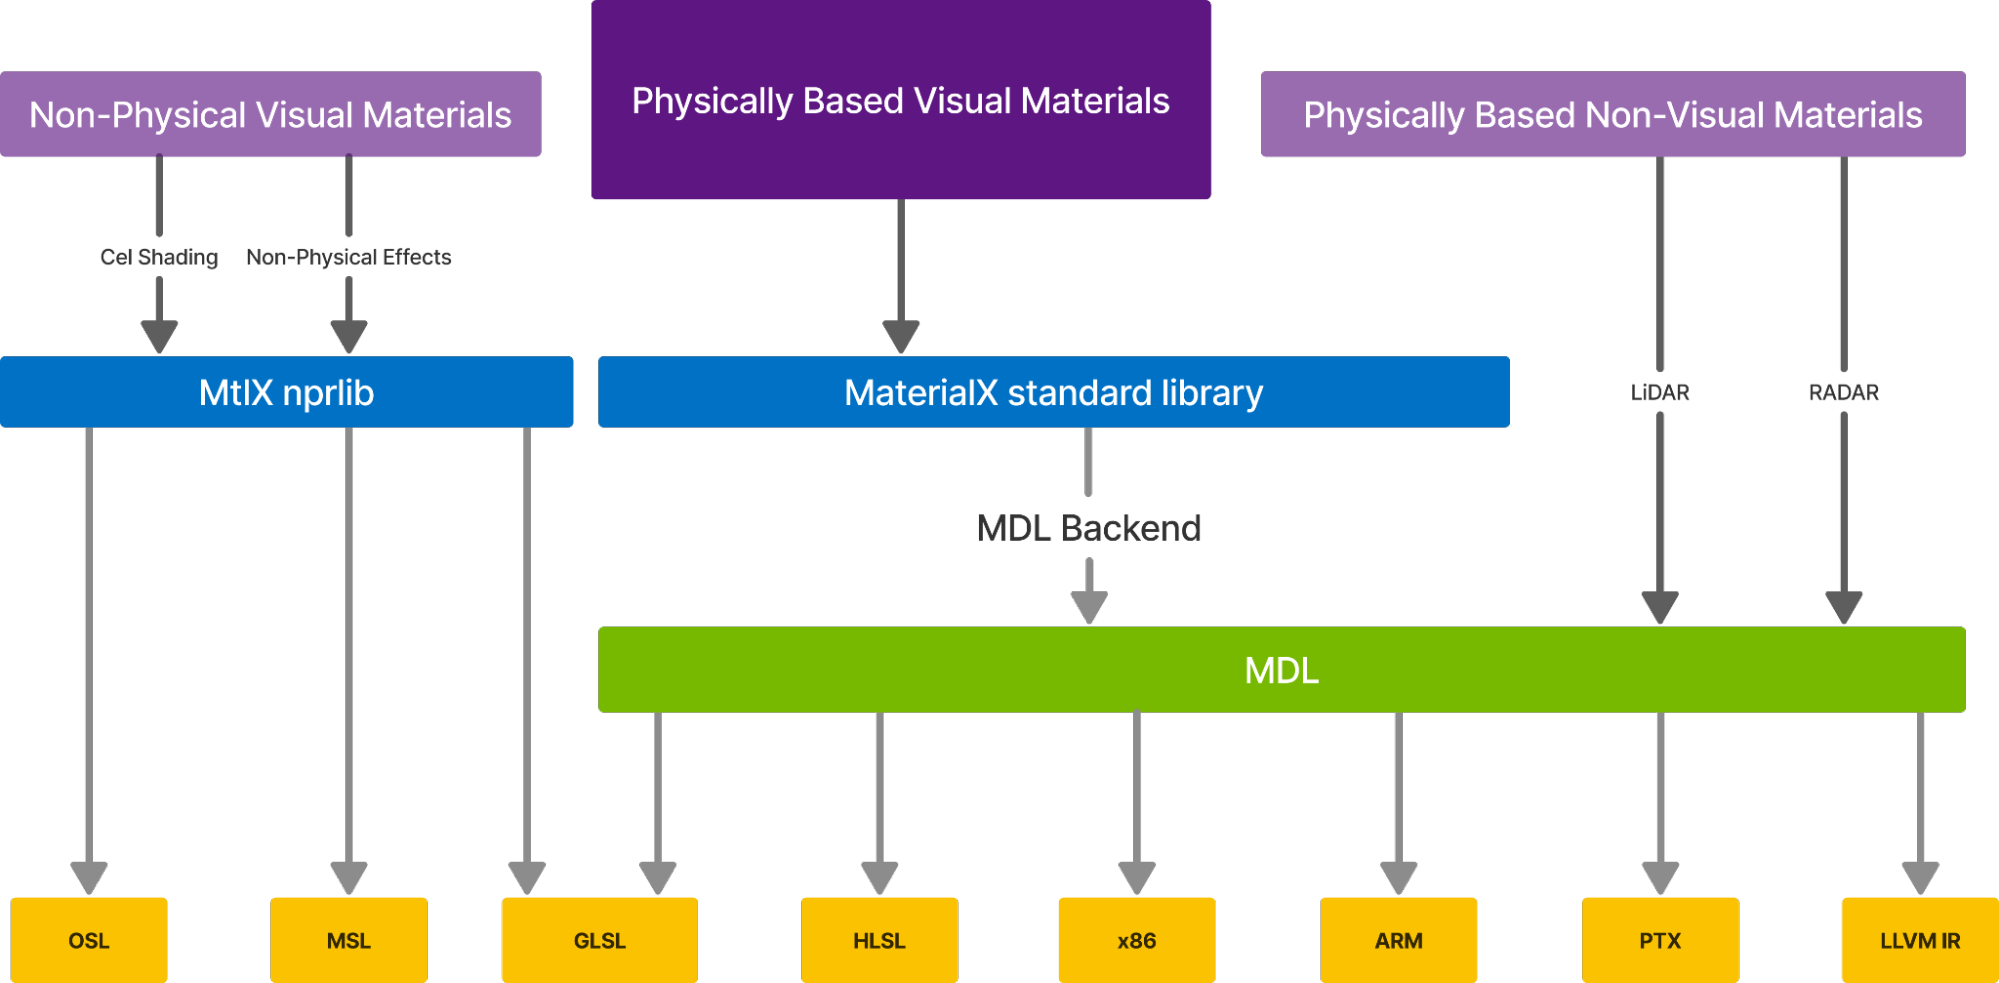 Non-Physical Visual Materials
Physically Based Visual Materials
Physically Based Non-Visual Materials
Cel Shading
Non-Physical Effects
MtlX nprlib
MaterialX standard library
LiDAR
RADAR
MDL Backend
MDL
OSL
MSL
GLSL
HLSL
x86
ARM
PTX
LLVM IR